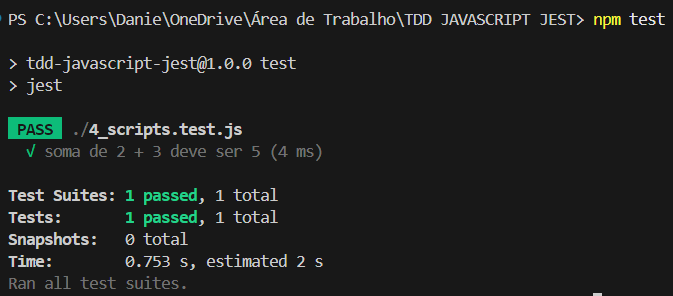 PS C:\Users\Danie\OneDrive\Área de Trabalho\TDD JAVASCRIPT JEST> npm test
> tdd-javascript-jest@1.0.0 test
> jest
PASS ./4_scripts.test.js
√ soma de 2 + 3 deve ser 5 (4 ms)
Test Suites: 1 passed, 1 total
Tests: 1 passed, 1 total
Snapshots: 0 total
Time: 0.753 s, estimated 2 s
Ran all test suites.